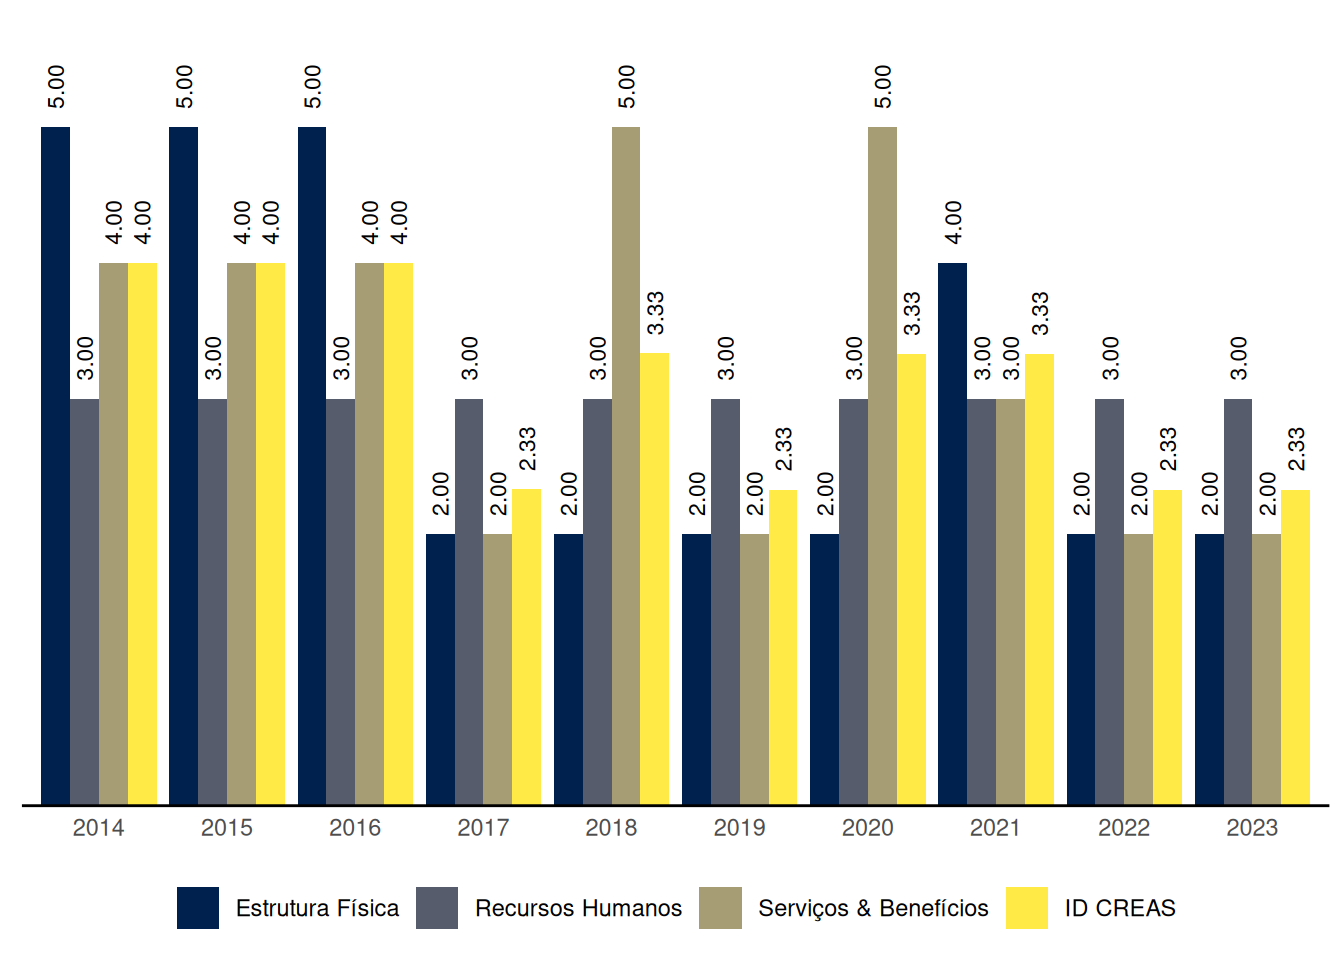 5.00 3.00 4.00 4.00 5.00 3.00 4.00 4.00 5.00 3.00 4.00 4.00 2.00 3.00 2.00 2.33 2.00 3.00 5.00 3.33 2.00 3.00 2.00 2.33 2.00 3.00 5.00 3.33 4.00 3.00 3.00 3.33 2.00 3.00 2.00 2.33 2.00 3.00 2.00 2.33
2014 2015 2016 2017 2018 2019 2020 2021 2022 2023
Estrutura Física Recursos Humanos Serviços & Benefícios ID CREAS